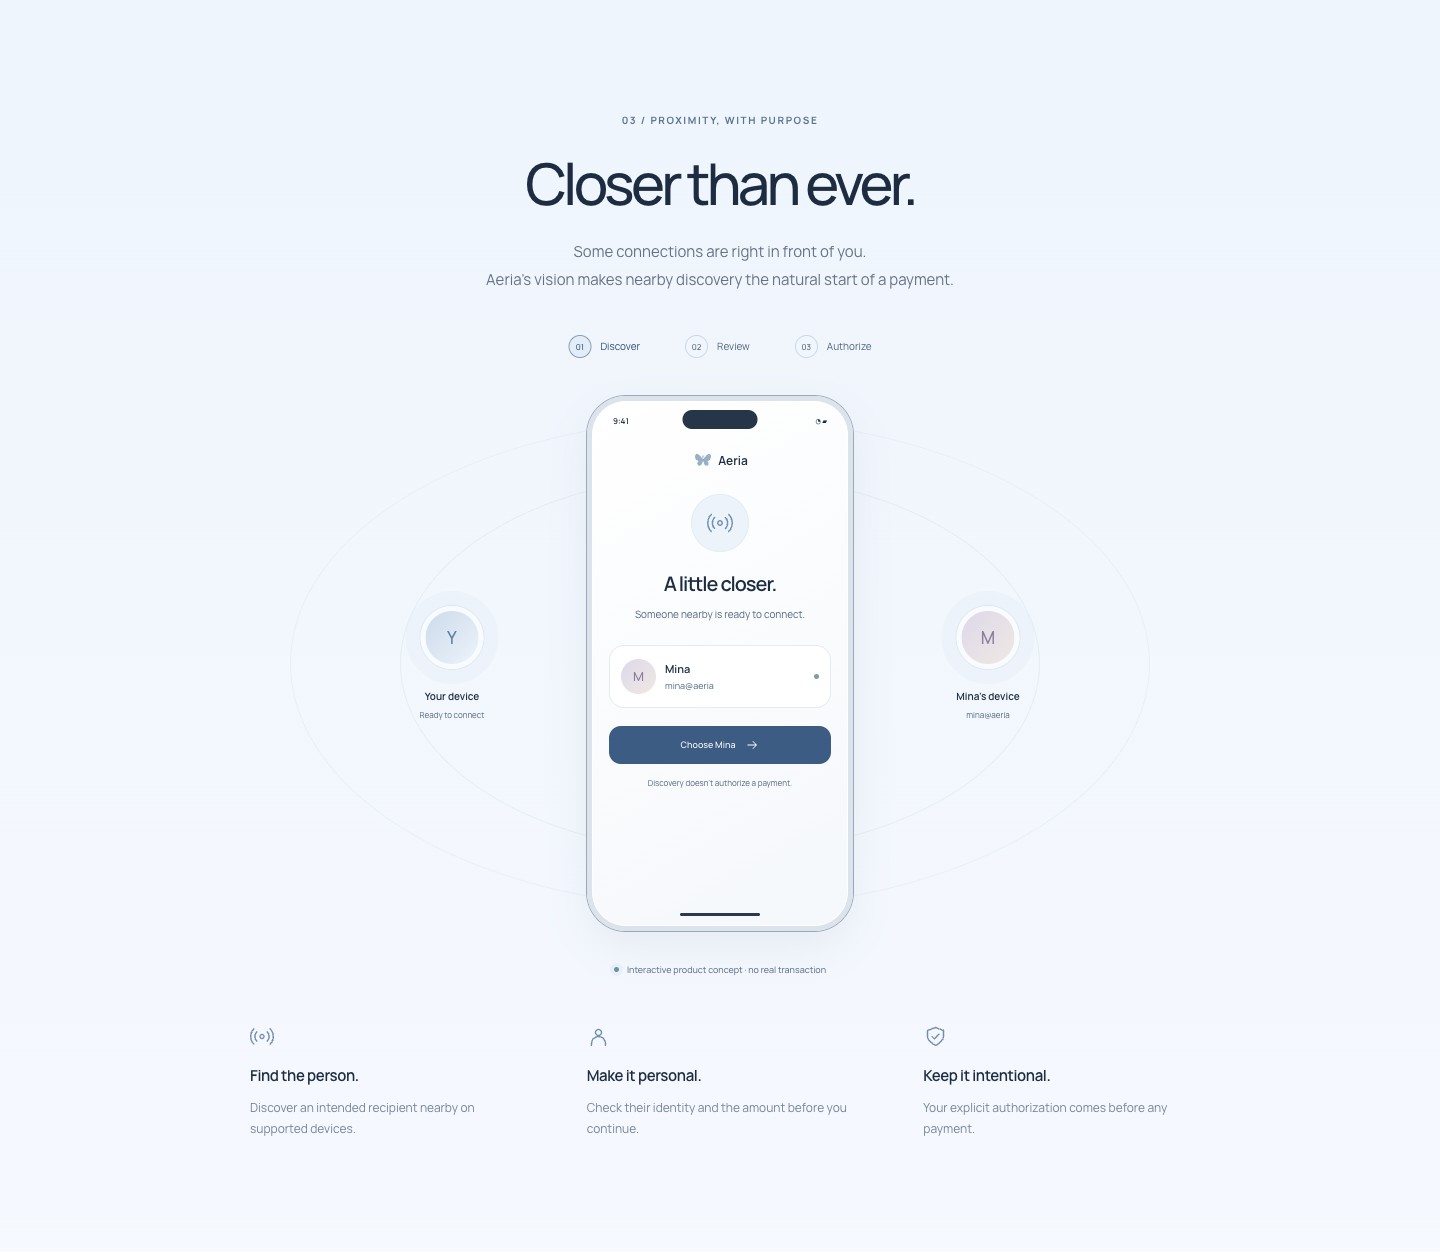 03 / PROXIMITY, WITH PURPOSE
Closer than ever.
Some connections are right in front of you.
Aeria's vision makes nearby discovery the natural start of a payment.
01 Discover
02 Review
03 Authorize
9:41
Aeria
A little closer.
Someone nearby is ready to connect.
M
Mina
mina@aeria
Choose Mina
Discovery doesn't authorize a payment.
Y
Your device
Ready to connect
M
Mina's device
mina@aeria
Interactive product concept · no real transaction
Find the person.
Discover an intended recipient nearby on
supported devices.
Make it personal.
Check their identity and the amount before you
continue.
Keep it intentional.
Your explicit authorization comes before any
payment.